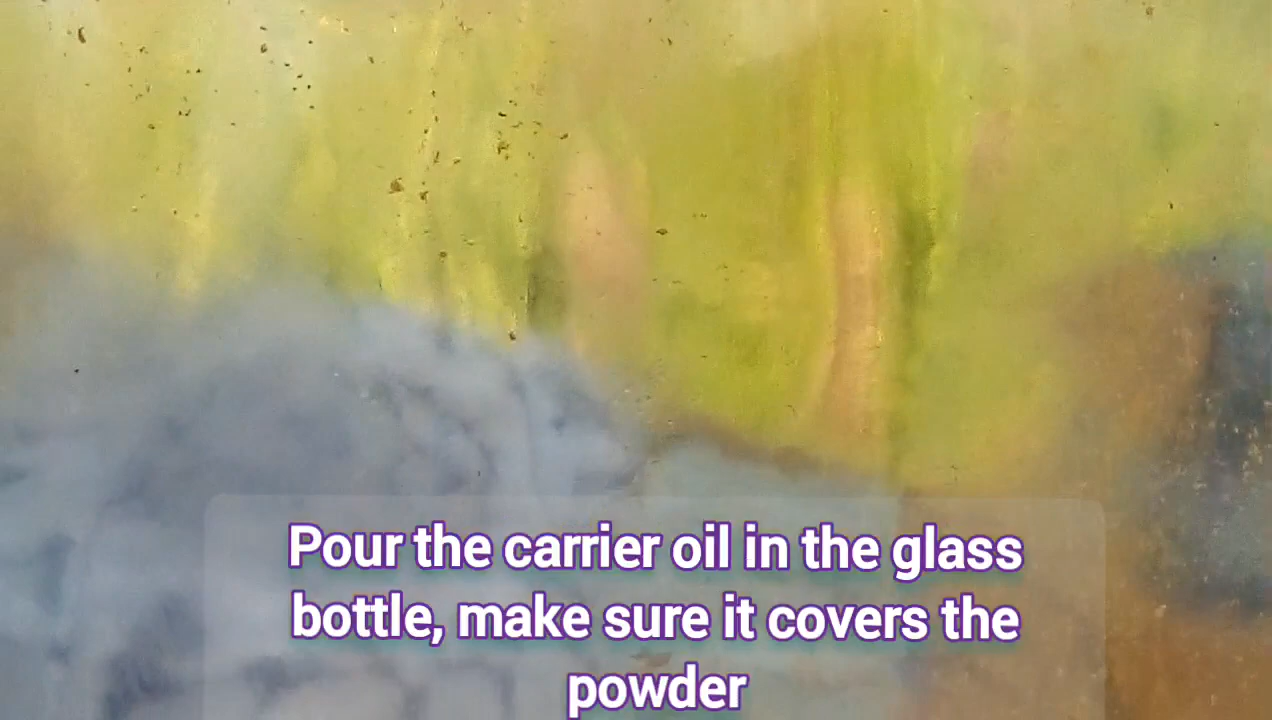 Pour the carrier oil in the glass
bottle, make sure it covers the
powder